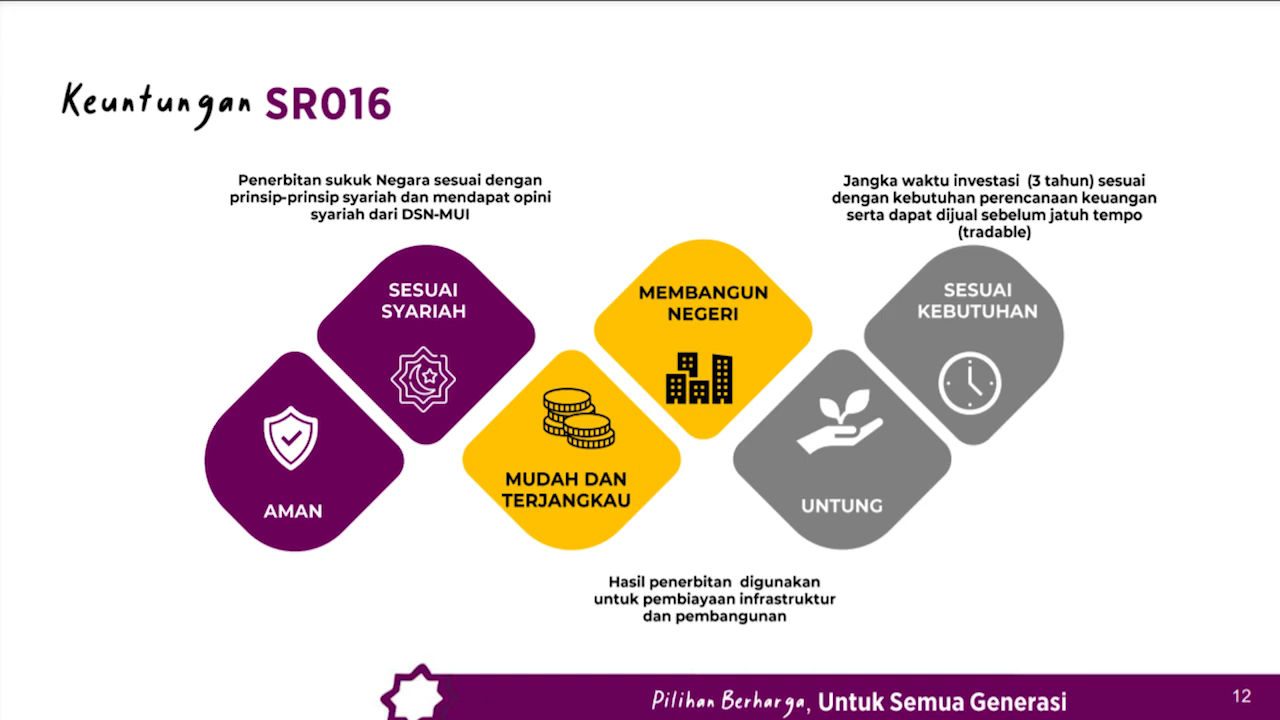 Keuntungan SR016
Penerbitan sukuk Negara sesuai dengan
prinsip-prinsip syariah dan mendapat opini
syariah dari DSN-MUI
Jangka waktu investasi (3 tahun) sesuai
dengan kebutuhan perencanaan keuangan
serta dapat dijual sebelum jatuh tempo
(tradable)
SESUAI
SYARIAH
MEMBANGUN
NEGERI
SESUAI
KEBUTUHAN
AMAN
MUDAH DAN
TERJANGKAU
UNTUNG
Hasil penerbitan digunakan
untuk pembiayaan infrastruktur
dan pembangunan
Pilihan Berharga, Untuk Semua Generasi
12